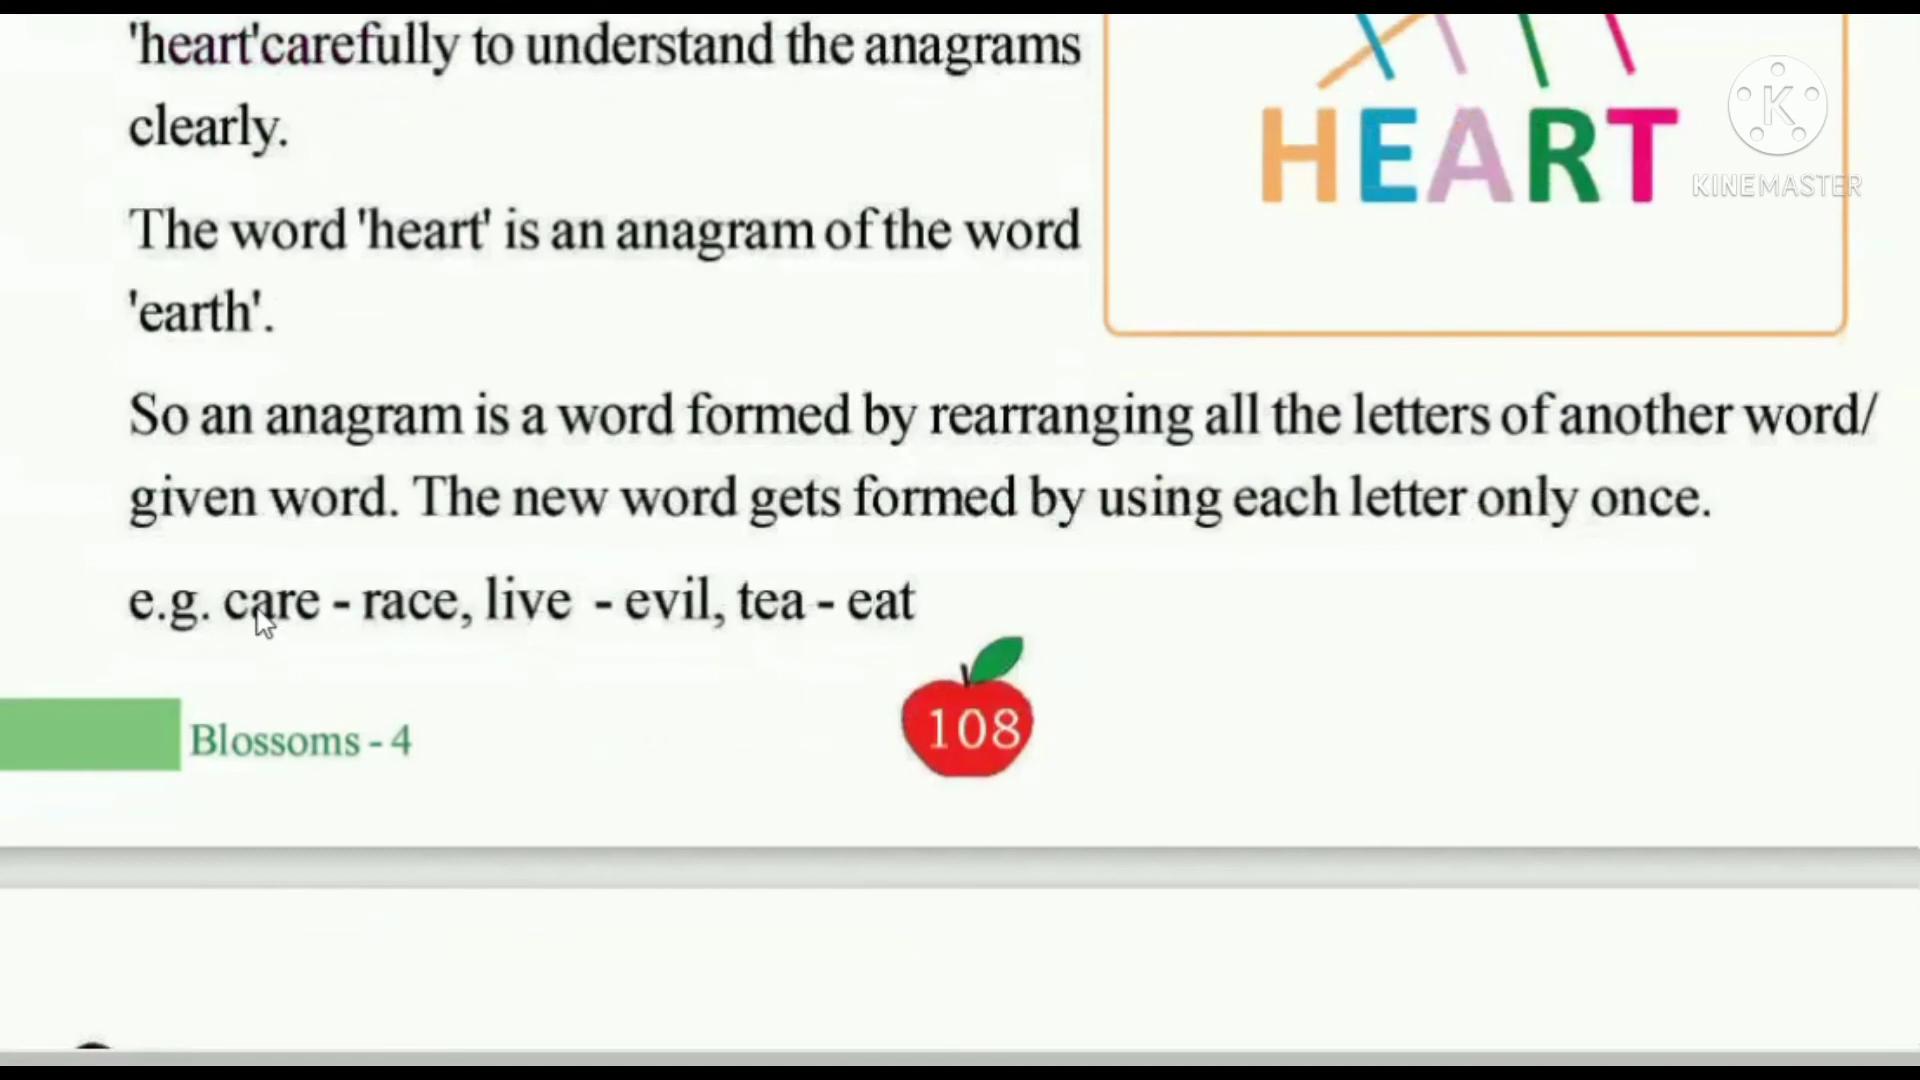 'heart'carefully to understand the anagrams
clearly.
HEART
KINEMASTER
The word 'heart' is an anagram of the word
'earth'.
So an anagram is a word formed by rearranging all the letters of another word/
given word. The new word gets formed by using each letter only once.
e.g. care - race, live - evil, tea - eat
Blossoms - 4
108